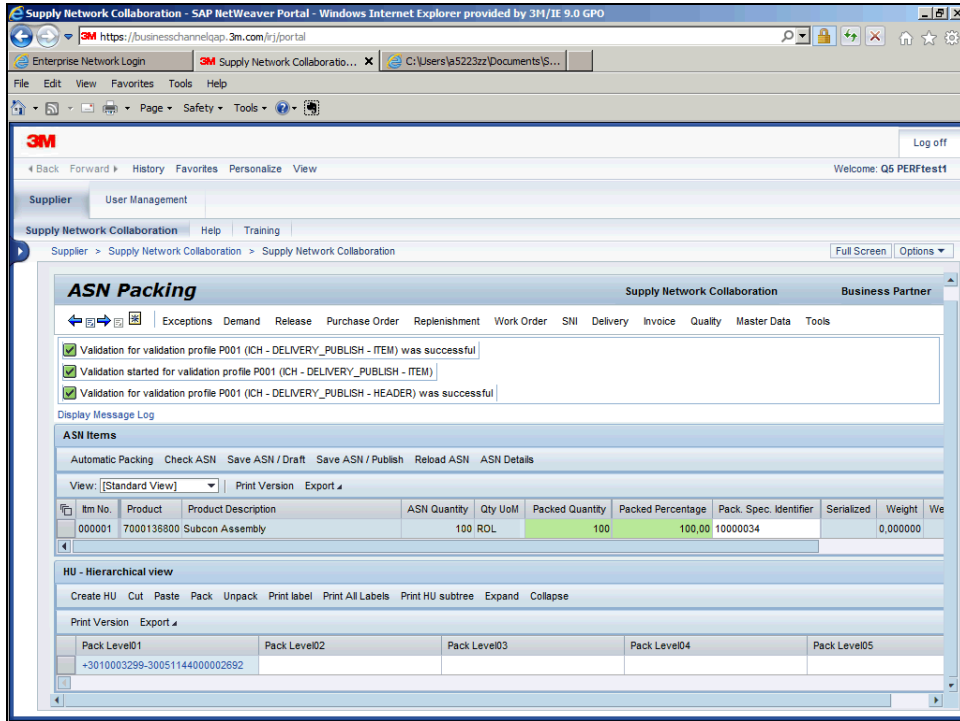 Supply Network Collaboration - SAP NetWeaver Portal - Windows Internet Explorer provided by 3M/IE 9.0 GPO
3M https://businesschannelqap.3m.com/irj/portal
Enterprise Network Login 3M Supply Network Collaboratio... X C:\Users\a5223zz\Documents\S...
File Edit View Favorites Tools Help
Page Safety Tools
3M Log off
Back Forward History Favorites Personalize View Welcome: Q5 PERFtest1
Supplier User Management
Supply Network Collaboration Help Training
Supplier > Supply Network Collaboration > Supply Network Collaboration Full Screen Options
ASN Packing Supply Network Collaboration Business Partner
Exceptions Demand Release Purchase Order Replenishment Work Order SNI Delivery Invoice Quality Master Data Tools
Validation for validation profile P001 (ICH - DELIVERY_PUBLISH - ITEM) was successful
Validation started for validation profile P001 (ICH - DELIVERY_PUBLISH - ITEM)
Validation for validation profile P001 (ICH - DELIVERY_PUBLISH - HEADER) was successful
Display Message Log
ASN Items
Automatic Packing Check ASN Save ASN / Draft Save ASN / Publish Reload ASN ASN Details
View: [Standard View] Print Version Export
Itm No. Product Product Description ASN Quantity Qty UoM Packed Quantity Packed Percentage Pack. Spec. Identifier Serialized Weight We
000001 7000136800 Subcon Assembly 100 ROL 100 100,00 10000034 0,000000
HU - Hierarchical view
Create HU Cut Paste Pack Unpack Print label Print All Labels Print HU subtree Expand Collapse
Print Version Export
Pack Level01 Pack Level02 Pack Level03 Pack Level04 Pack Level05
+3010003299-30051144000002692